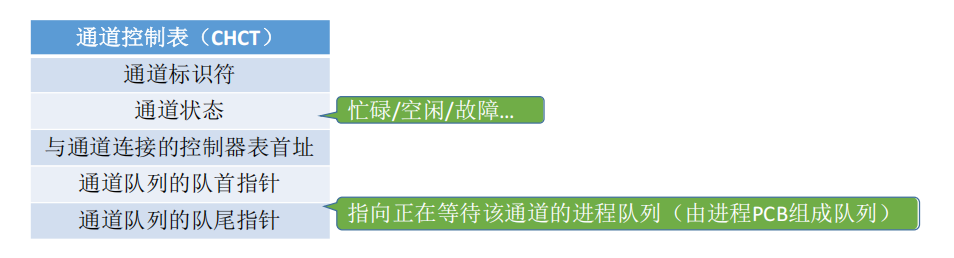 通道控制表（CHCT）
通道标识符
通道状态
忙碌/空闲/故障...
与通道连接的控制器表首址
通道队列的队首指针
通道队列的队尾指针
指向正在等待该通道的进程队列（由进程PCB组成队列）